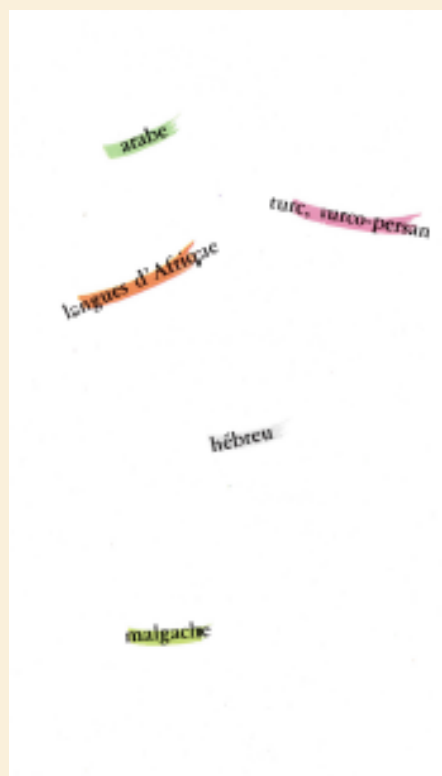 arabe
turc, turco-persan
langues d'Afrique
hébreu
malgache